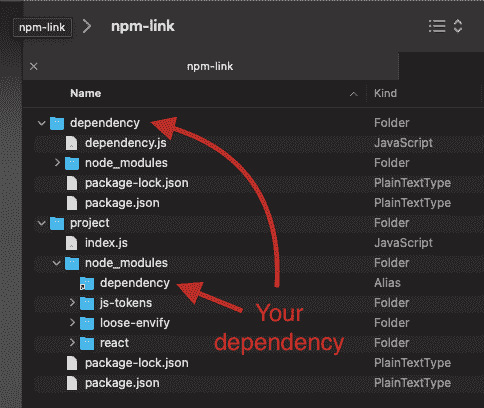 npm-link npm-link
npm-link
Name Kind
dependency Folder
dependency.js JavaScript
node_modules Folder
package-lock.json PlainTextType
package.json PlainTextType
project Folder
index.js JavaScript
node_modules Folder
dependency Alias
js-tokens Folder
loose-envify Folder
react Folder
package-lock.json PlainTextType
package.json PlainTextType
Your
dependency